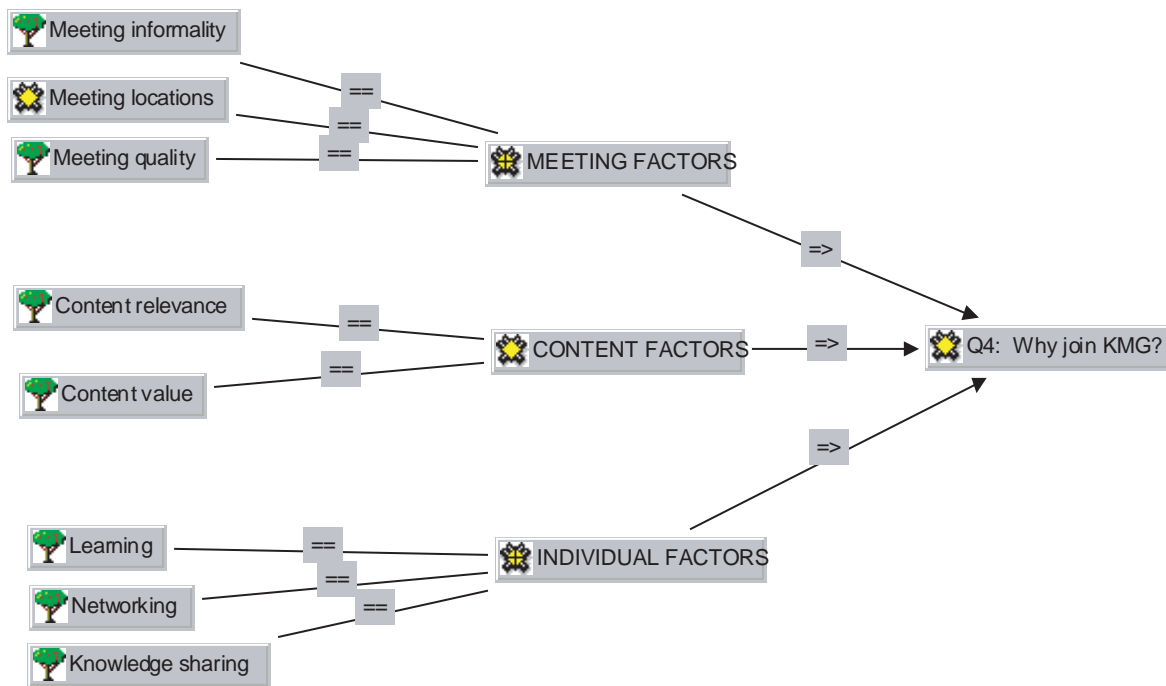 Meeting informality
==
Meeting locations
==
Meeting quality
==
MEETING FACTORS
=>
Content relevance
==
CONTENT FACTORS
=>
Q4: Why join KMG?
Content value
==
=>
Learning
==
INDIVIDUAL FACTORS
Networking
==
Knowledge sharing
==